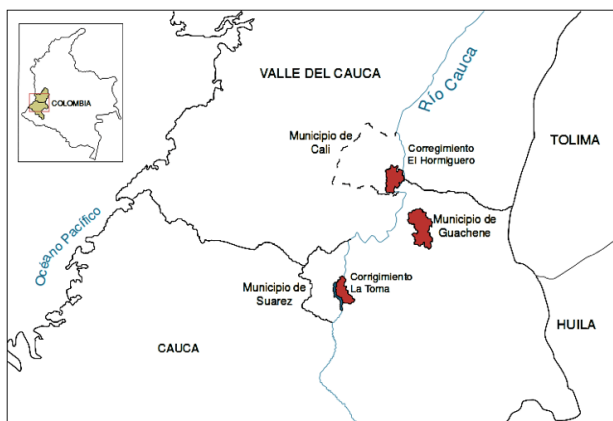 COLOMBIA
VALLE DEL CAUCA
Río Cauca
Municipio de
Cali
Corregimiento
El Hormiguero
TOLIMA
Municipio de
Guachene
Océano Pacífico
Corrigimiento
La Toma
Municipio de
Suarez
HUILA
CAUCA